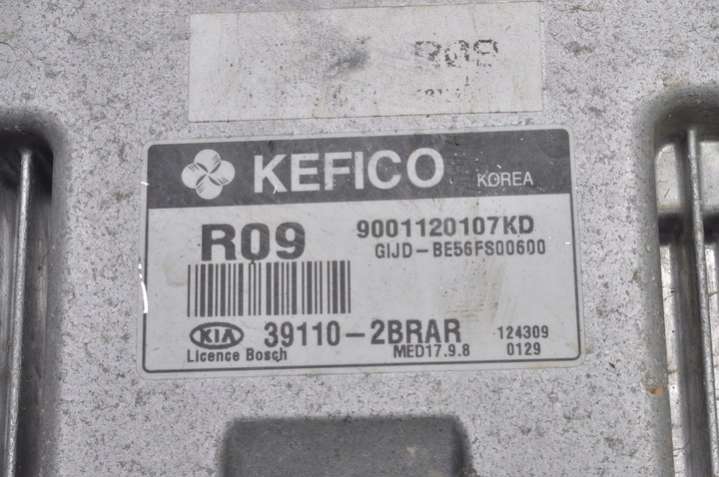 R09
KEFICO KOREA
R09 9001120107KD
GIJD-BE56FS00600
KIA 39110-2BRAR 124309
Licence Bosch MED17.9.8 0129